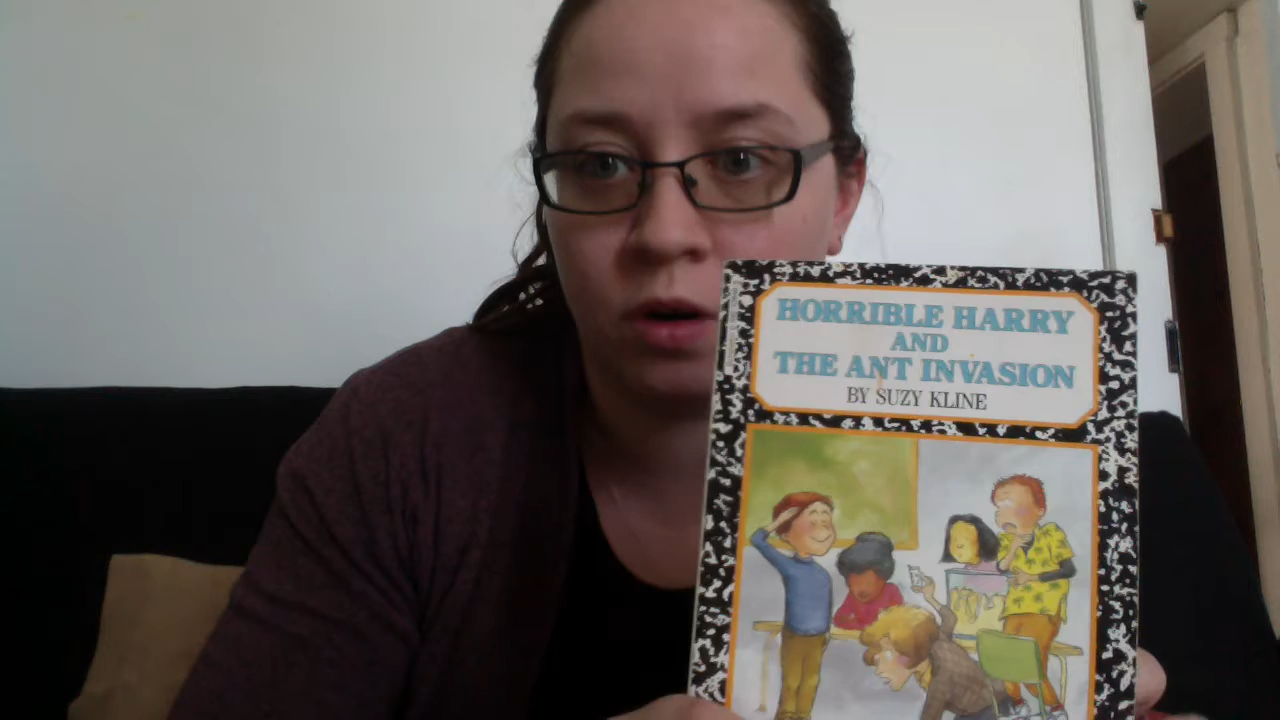 HORRIBLE HARRY
AND
THE ANT INVASION
BY SUZY KLINE